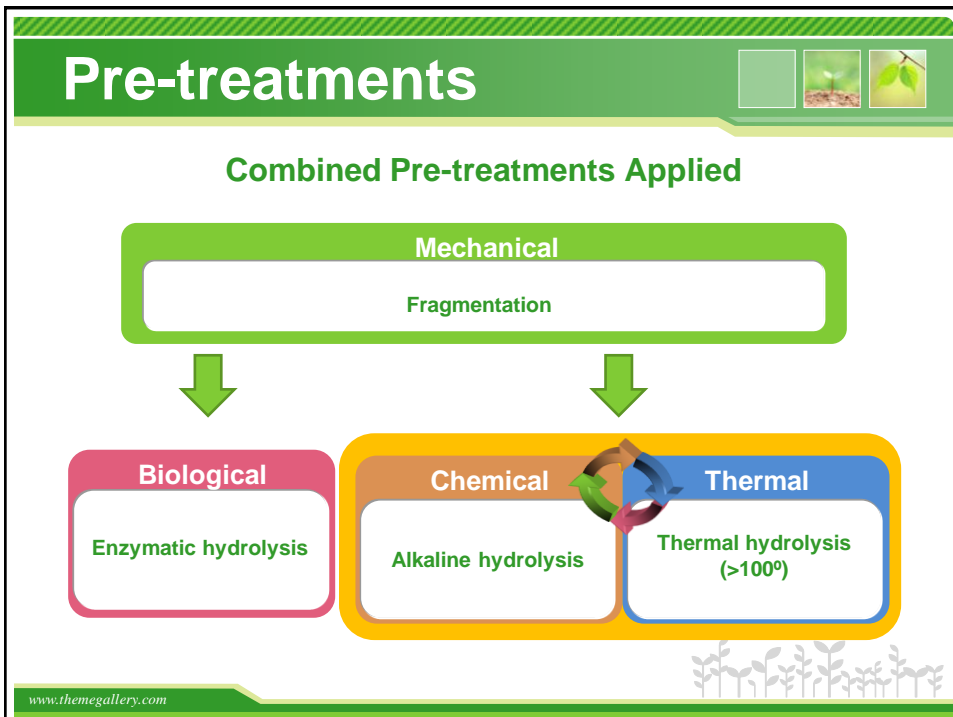 Pre-treatments
Combined Pre-treatments Applied
Mechanical
Fragmentation
Biological
Enzymatic hydrolysis
Chemical
Alkaline hydrolysis
Thermal
Thermal hydrolysis
(>100º)
www.themegallery.com